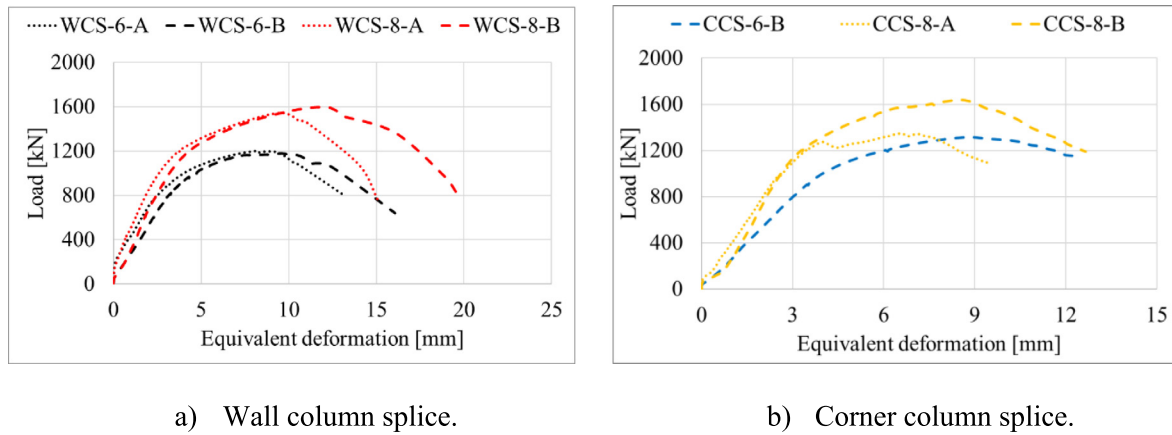 WCS-6-A WCS-6-B WCS-8-A WCS-8-B
2000
1600
1200
800
400
0
Load [kN]
0 5 10 15 20 25
Equivalent deformation [mm]
a) Wall column splice.
CCS-6-B CCS-8-A CCS-8-B
2000
1600
1200
800
400
0
Load [kN]
0 3 6 9 12 15
Equivalent deformation [mm]
b) Corner column splice.